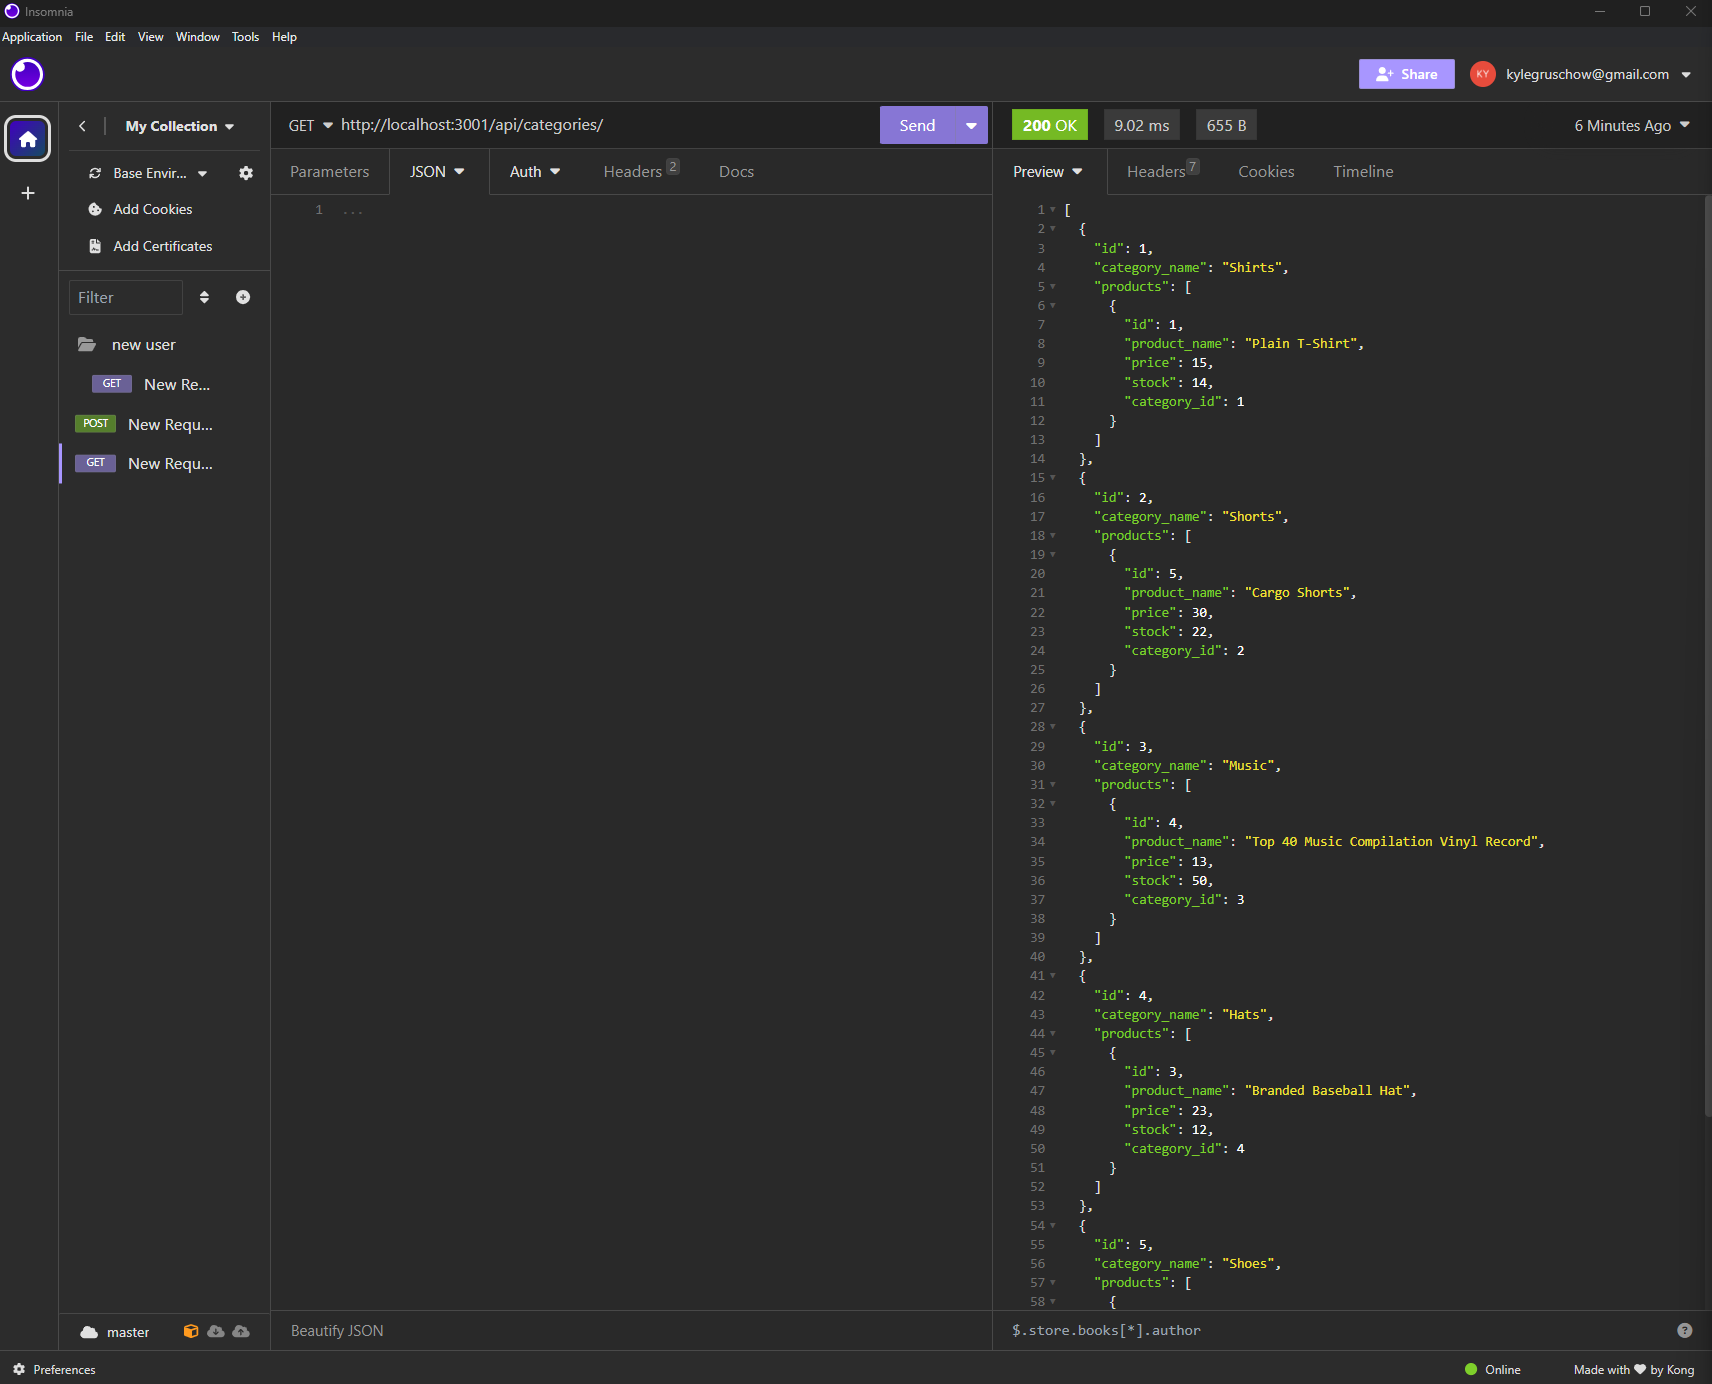 Insomnia
Application File Edit View Window Tools Help
Share KY kylegruschow@gmail.com
My Collection
Base Envir...
Add Cookies
Add Certificates
Filter
new user
GET New Re...
POST New Requ...
GET New Requ...
master
GET http://localhost:3001/api/categories/ Send
Parameters JSON Auth Headers 2 Docs
1 ...
Beautify JSON
200 OK 9.02 ms 655 B 6 Minutes Ago
Preview Headers 7 Cookies Timeline
1 [
2 {
3 "id": 1,
4 "category_name": "Shirts",
5 "products": [
6 {
7 "id": 1,
8 "product_name": "Plain T-Shirt",
9 "price": 15,
10 "stock": 14,
11 "category_id": 1
12 }
13 ]
14 },
15 {
16 "id": 2,
17 "category_name": "Shorts",
18 "products": [
19 {
20 "id": 5,
21 "product_name": "Cargo Shorts",
22 "price": 30,
23 "stock": 22,
24 "category_id": 2
25 }
26 ]
27 },
28 {
29 "id": 3,
30 "category_name": "Music",
31 "products": [
32 {
33 "id": 4,
34 "product_name": "Top 40 Music Compilation Vinyl Record",
35 "price": 13,
36 "stock": 50,
37 "category_id": 3
38 }
39 ]
40 },
41 {
42 "id": 4,
43 "category_name": "Hats",
44 "products": [
45 {
46 "id": 3,
47 "product_name": "Branded Baseball Hat",
48 "price": 23,
49 "stock": 12,
50 "category_id": 4
51 }
52 ]
53 },
54 {
55 "id": 5,
56 "category_name": "Shoes",
57 "products": [
58 {
$.store.books[*].author
Preferences
Online
Made with ♥ by Kong